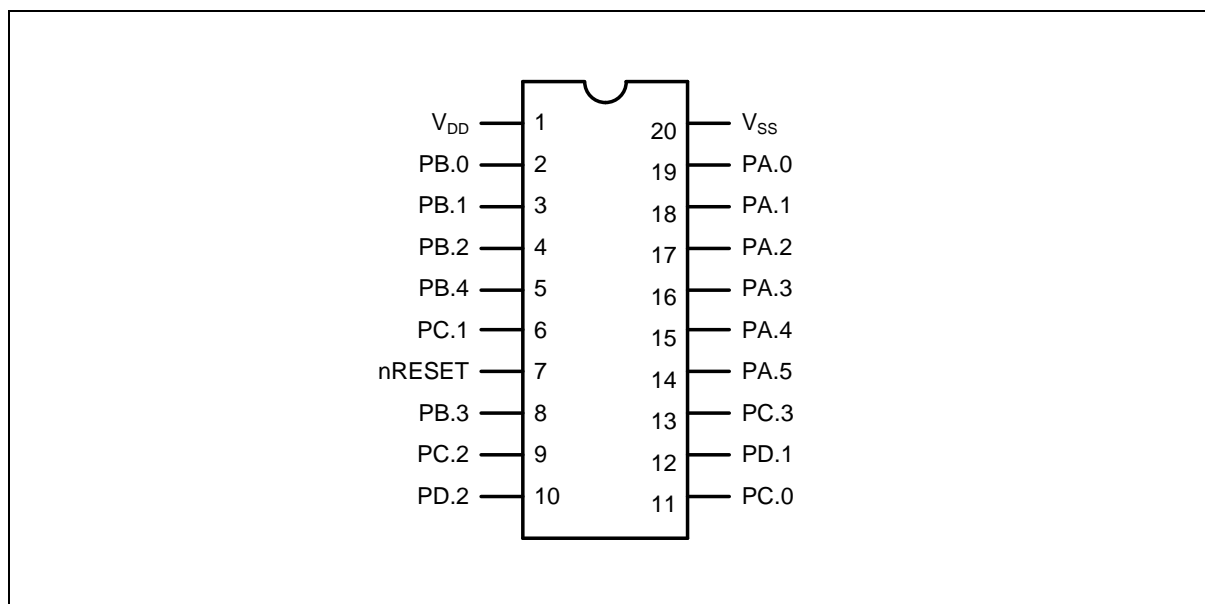 V_DD 1 20 V_SS
PB.0 2 19 PA.0
PB.1 3 18 PA.1
PB.2 4 17 PA.2
PB.4 5 16 PA.3
PC.1 6 15 PA.4
nRESET 7 14 PA.5
PB.3 8 13 PC.3
PC.2 9 12 PD.1
PD.2 10 11 PC.0